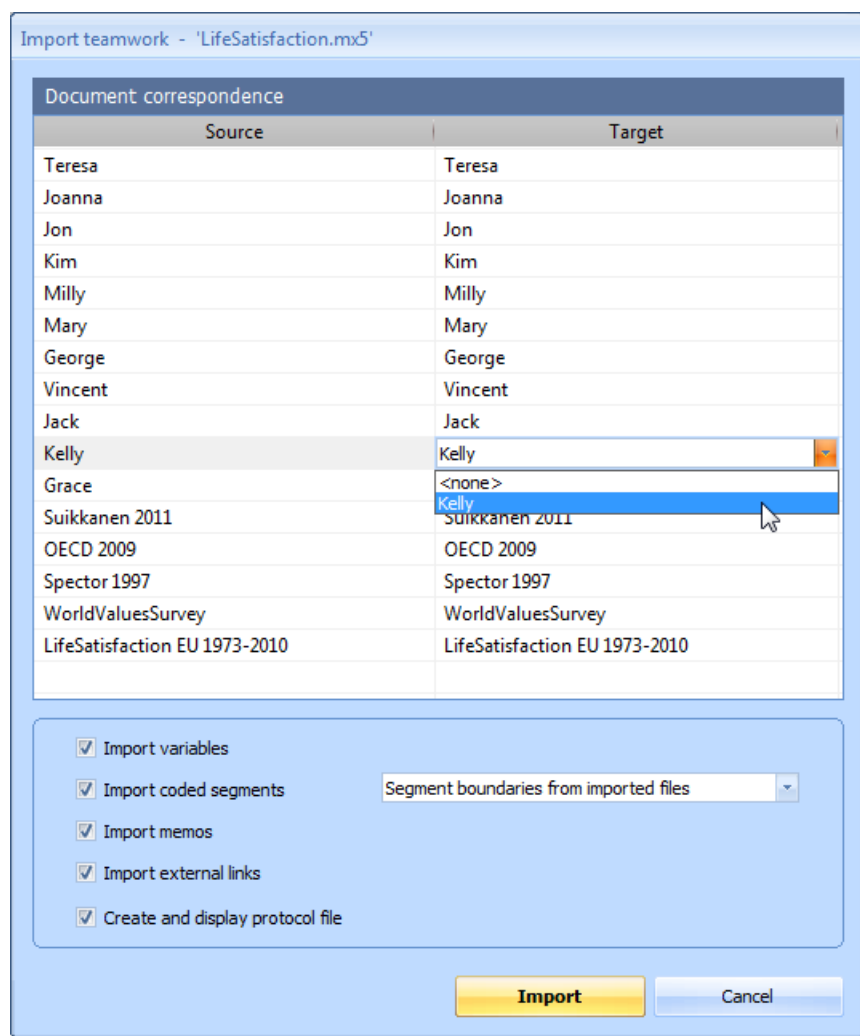 Import teamwork - 'LifeSatisfaction.mx5'
Document correspondence
Source Target
Teresa Teresa
Joanna Joanna
Jon Jon
Kim Kim
Milly Milly
Mary Mary
George George
Vincent Vincent
Jack Jack
Kelly Kelly
Grace <none>
Kelly
Suikkanen 2011 Suikkanen 2011
OECD 2009 OECD 2009
Spector 1997 Spector 1997
WorldValuesSurvey WorldValuesSurvey
LifeSatisfaction EU 1973-2010 LifeSatisfaction EU 1973-2010
Import variables
Import coded segments Segment boundaries from imported files
Import memos
Import external links
Create and display protocol file
Import Cancel